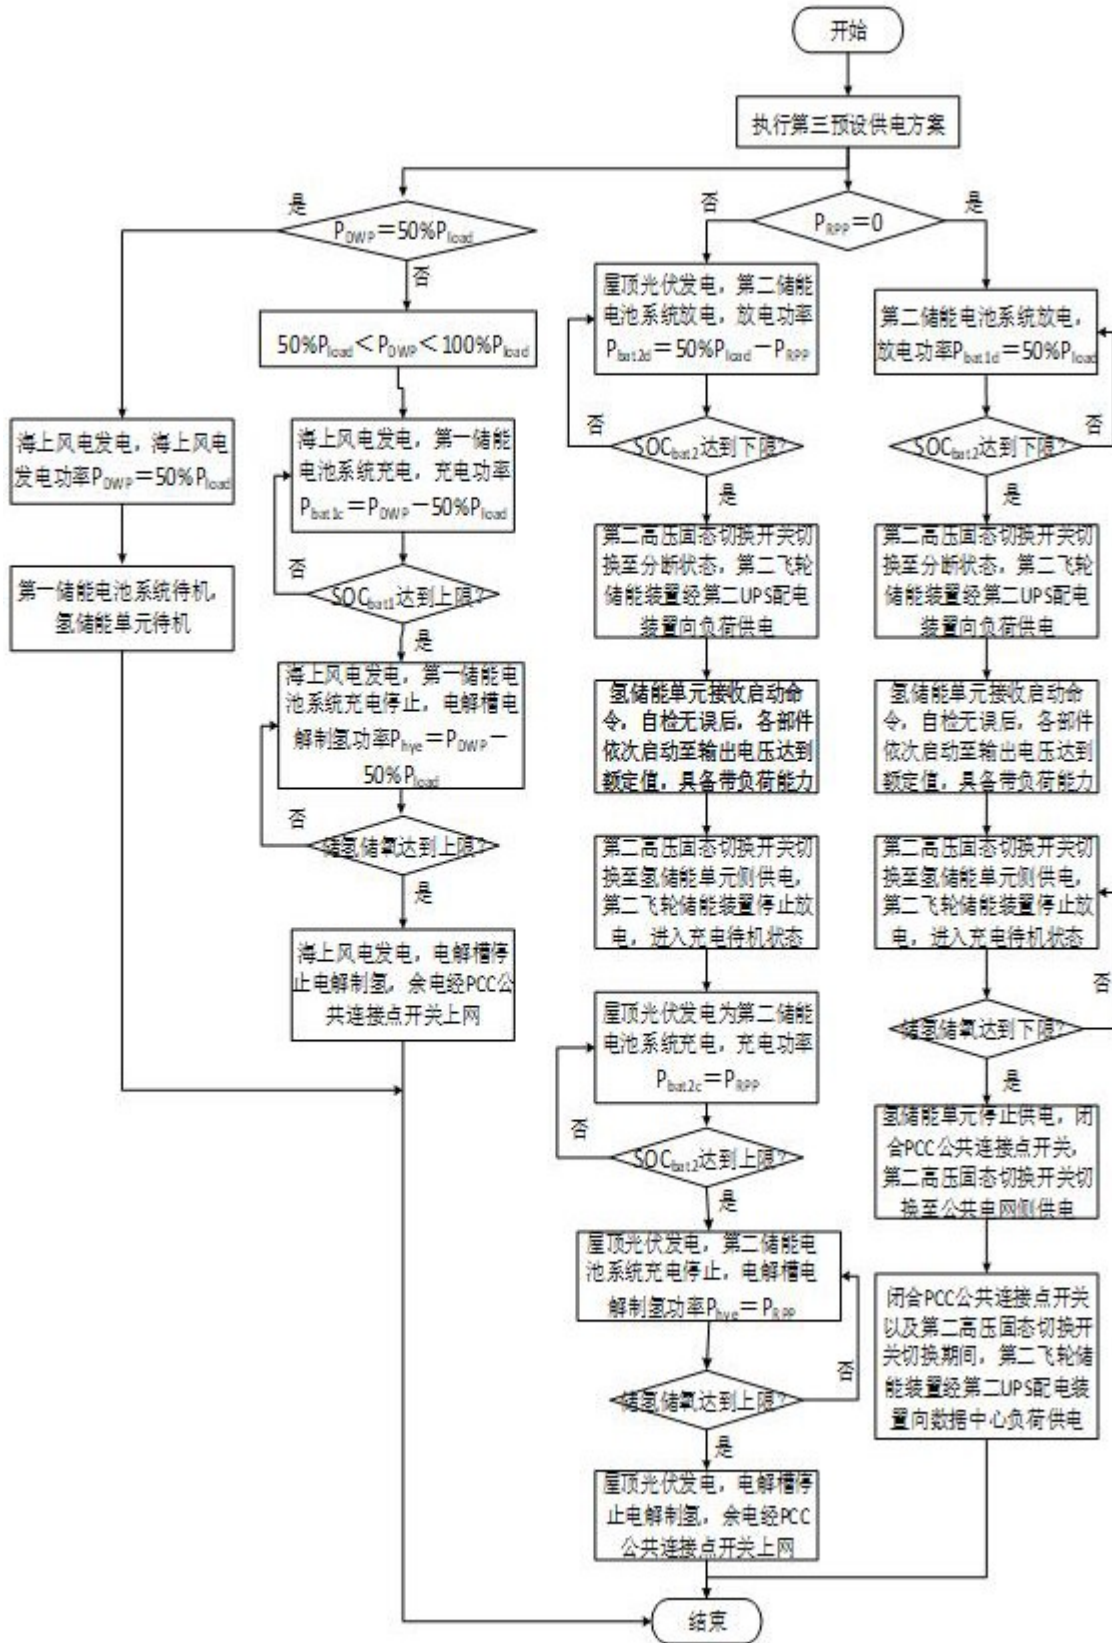 开始
执行第三预设供电方案
是
P_DWP＝50%P_load
否
50%P_load＜P_DWP＜100%P_load
海上风电发电，海上风电
发电功率P_DWP＝50%P_load
第一储能电池系统待机，
氢储能单元待机
海上风电发电，第一储能
电池系统充电，充电功率
P_bat1c＝P_DWP－50%P_load
否
SOC_bat1达到上限？
是
海上风电发电，第一储能电
池系统充电停止，电解槽电
解制氢功率P_hye＝P_DWP－
50%P_load
否
储氢储氧达到上限？
是
海上风电发电，电解槽停
止电解制氢，余电经PCC公
共连接点开关上网
否
P_RPP＝0
是
屋顶光伏发电，第二储能
电池系统放电，放电功率
P_bat2d＝50%P_load－P_RPP
否
SOC_bat2达到下限？
是
第二高压固态切换开关切
换至分断状态，第二飞轮
储能装置经第二UPS配电
装置向负荷供电
氢储能单元接收启动命
令，自检无误后，各部件
依次启动至输出电压达到
额定值，具备带负荷能力
第二高压固态切换开关切
换至氢储能单元侧供电，
第二飞轮储能装置停止放
电，进入充电待机状态
屋顶光伏发电为第二储能
电池系统充电，充电功率
P_bat2c＝P_RPP
否
SOC_bat2达到上限？
是
屋顶光伏发电，第二储能电
池系统充电停止，电解槽电
解制氢功率P_hye＝P_RPP
否
储氢储氧达到上限？
是
屋顶光伏发电，电解槽停
止电解制氢，余电经PCC
公共连接点开关上网
第二储能电池系统放电，
放电功率P_bat1d＝50%P_load
否
SOC_bat2达到下限？
是
第二高压固态切换开关切
换至分断状态，第二飞轮
储能装置经第二UPS配电
装置向负荷供电
氢储能单元接收启动命
令，自检无误后，各部件
依次启动至输出电压达到
额定值，具备带负荷能力
第二高压固态切换开关切
换至氢储能单元侧供电，
第二飞轮储能装置停止放
电，进入充电待机状态
否
储氢储氧达到下限？
是
氢储能单元停止供电，闭
合PCC公共连接点开关，
第二高压固态切换开关切
换至公共电网侧供电
闭合PCC公共连接点开关
以及第二高压固态切换开
关切换期间，第二飞轮储
能装置经第二UPS配电装
置向数据中心负荷供电
结束